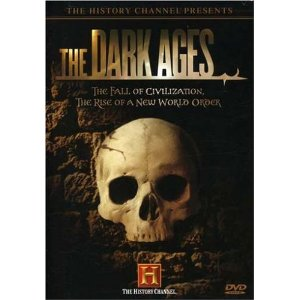 THE HISTORY CHANNEL PRESENTS
THE DARK AGES
THE FALL OF CIVILIZATION,
THE RISE OF A NEW WORLD ORDER
H
THE HISTORY CHANNEL.
DVD